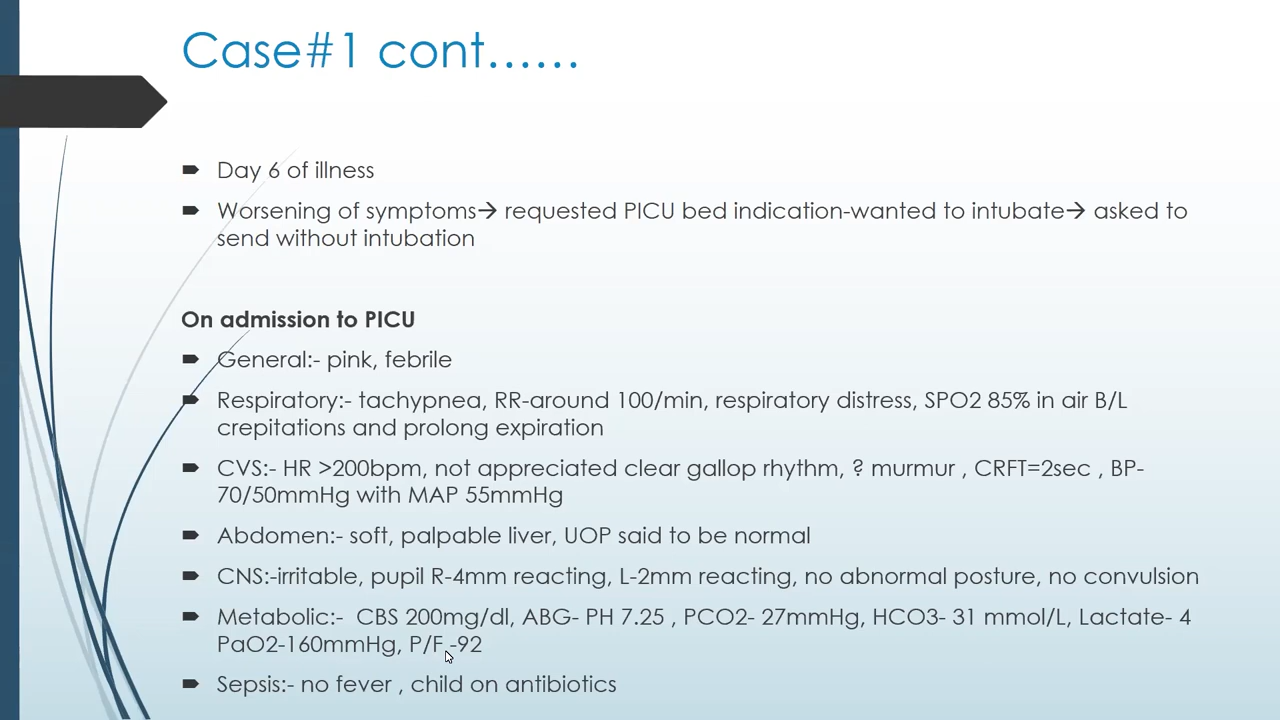 Case#1 cont......
Day 6 of illness
Worsening of symptoms→ requested PICU bed indication-wanted to intubate→ asked to
send without intubation
On admission to PICU
General:- pink, febrile
Respiratory:- tachypnea, RR-around 100/min, respiratory distress, SPO2 85% in air B/L
crepitations and prolong expiration
CVS:- HR >200bpm, not appreciated clear gallop rhythm, ? murmur , CRFT=2sec , BP-
70/50mmHg with MAP 55mmHg
Abdomen:- soft, palpable liver, UOP said to be normal
CNS:-irritable, pupil R-4mm reacting, L-2mm reacting, no abnormal posture, no convulsion
Metabolic:- CBS 200mg/dl, ABG- PH 7.25 , PCO2- 27mmHg, HCO3- 31 mmol/L, Lactate- 4
PaO2-160mmHg, P/F -92
Sepsis:- no fever , child on antibiotics